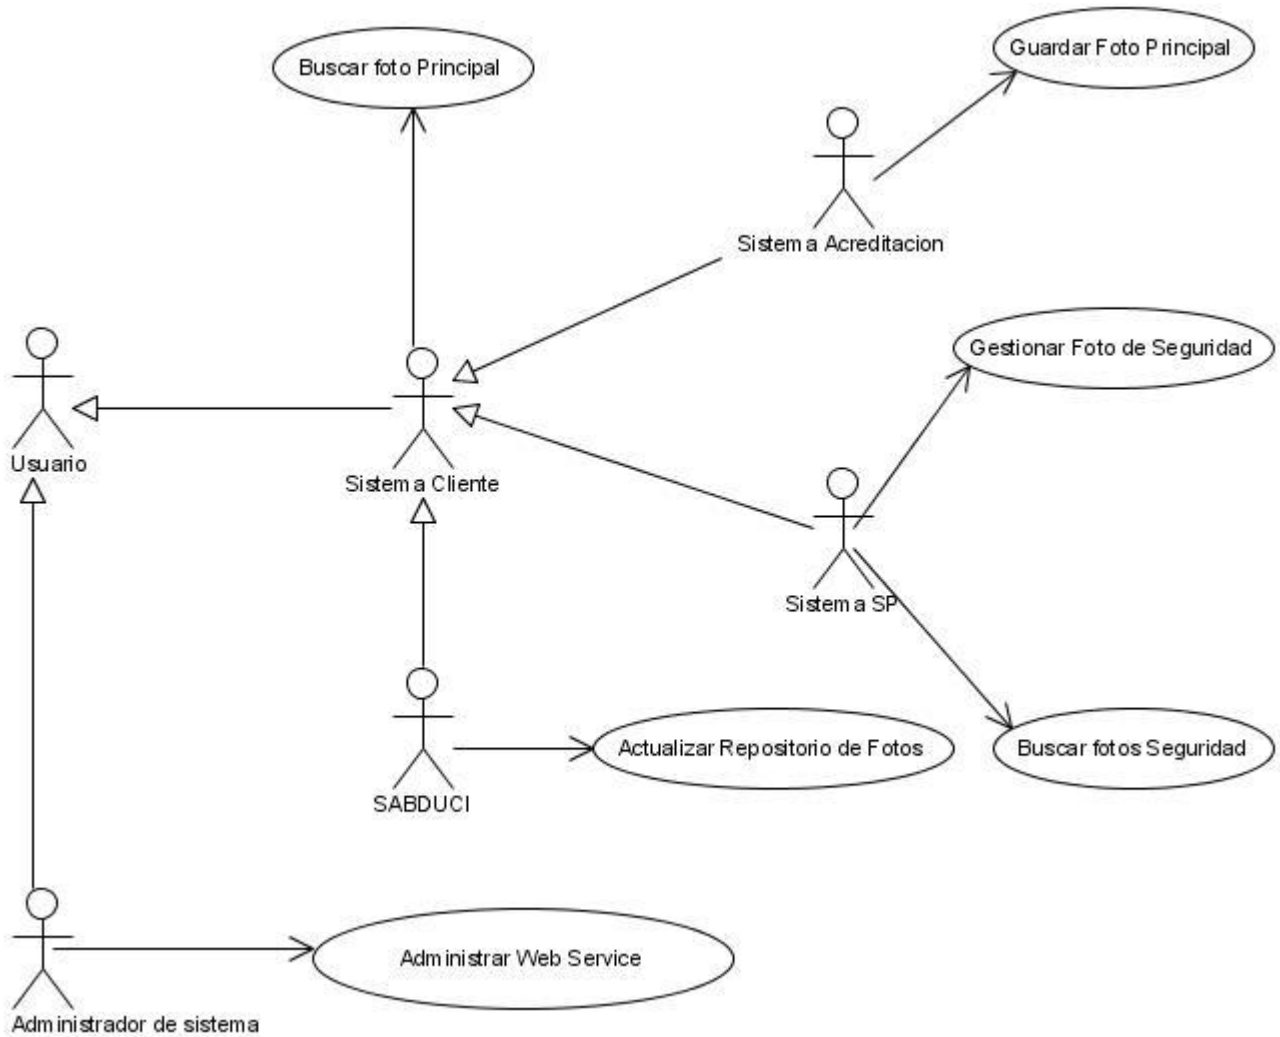 Guardar Foto Principal
Buscar foto Principal
Sistema Acreditacion
Gestionar Foto de Seguridad
Usuario
Sistema Cliente
Sistema SP
Actualizar Repositorio de Fotos
Buscar fotos Seguridad
SABDUCI
Administrar Web Service
Administrador de sistema